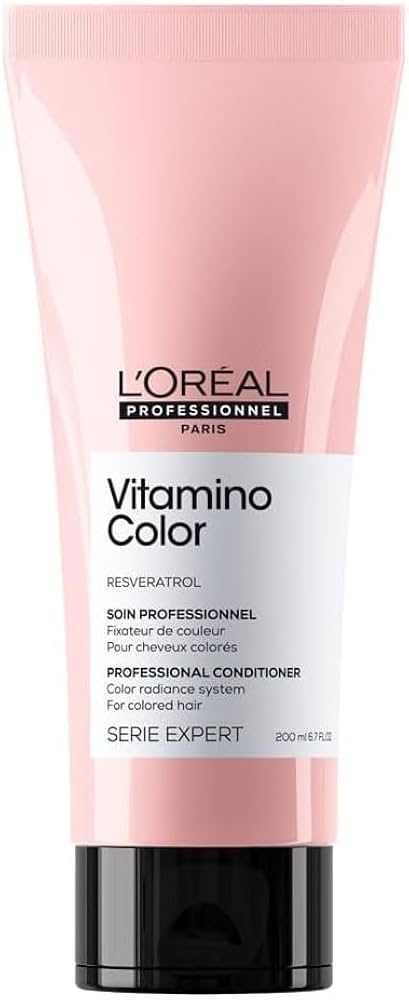 L'ORÉAL
PROFESSIONNEL
PARIS
Vitamino
Color
RESVERATROL
SOIN PROFESSIONNEL
Fixateur de couleur
Pour cheveux colorés
PROFESSIONAL CONDITIONER
Color radiance system
For colored hair
SERIE EXPERT 200 ml 6.7 FL.OZ